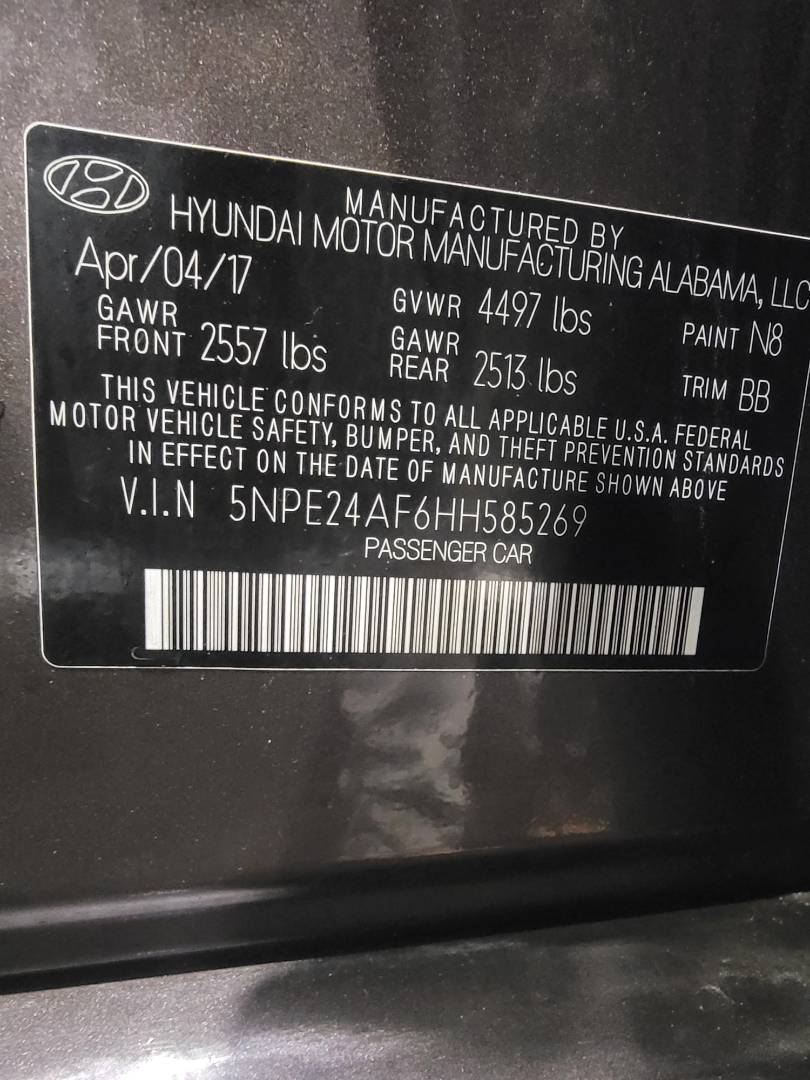 MANUFACTURED BY
HYUNDAI MOTOR MANUFACTURING ALABAMA, LLC
Apr/04/17
GAWR FRONT 2557 lbs
GVWR 4497 lbs
GAWR REAR 2513 lbs
PAINT N8
TRIM BB
THIS VEHICLE CONFORMS TO ALL APPLICABLE U.S.A. FEDERAL
MOTOR VEHICLE SAFETY, BUMPER, AND THEFT PREVENTION STANDARDS
IN EFFECT ON THE DATE OF MANUFACTURE SHOWN ABOVE
V.I.N 5NPE24AF6HH585269
PASSENGER CAR